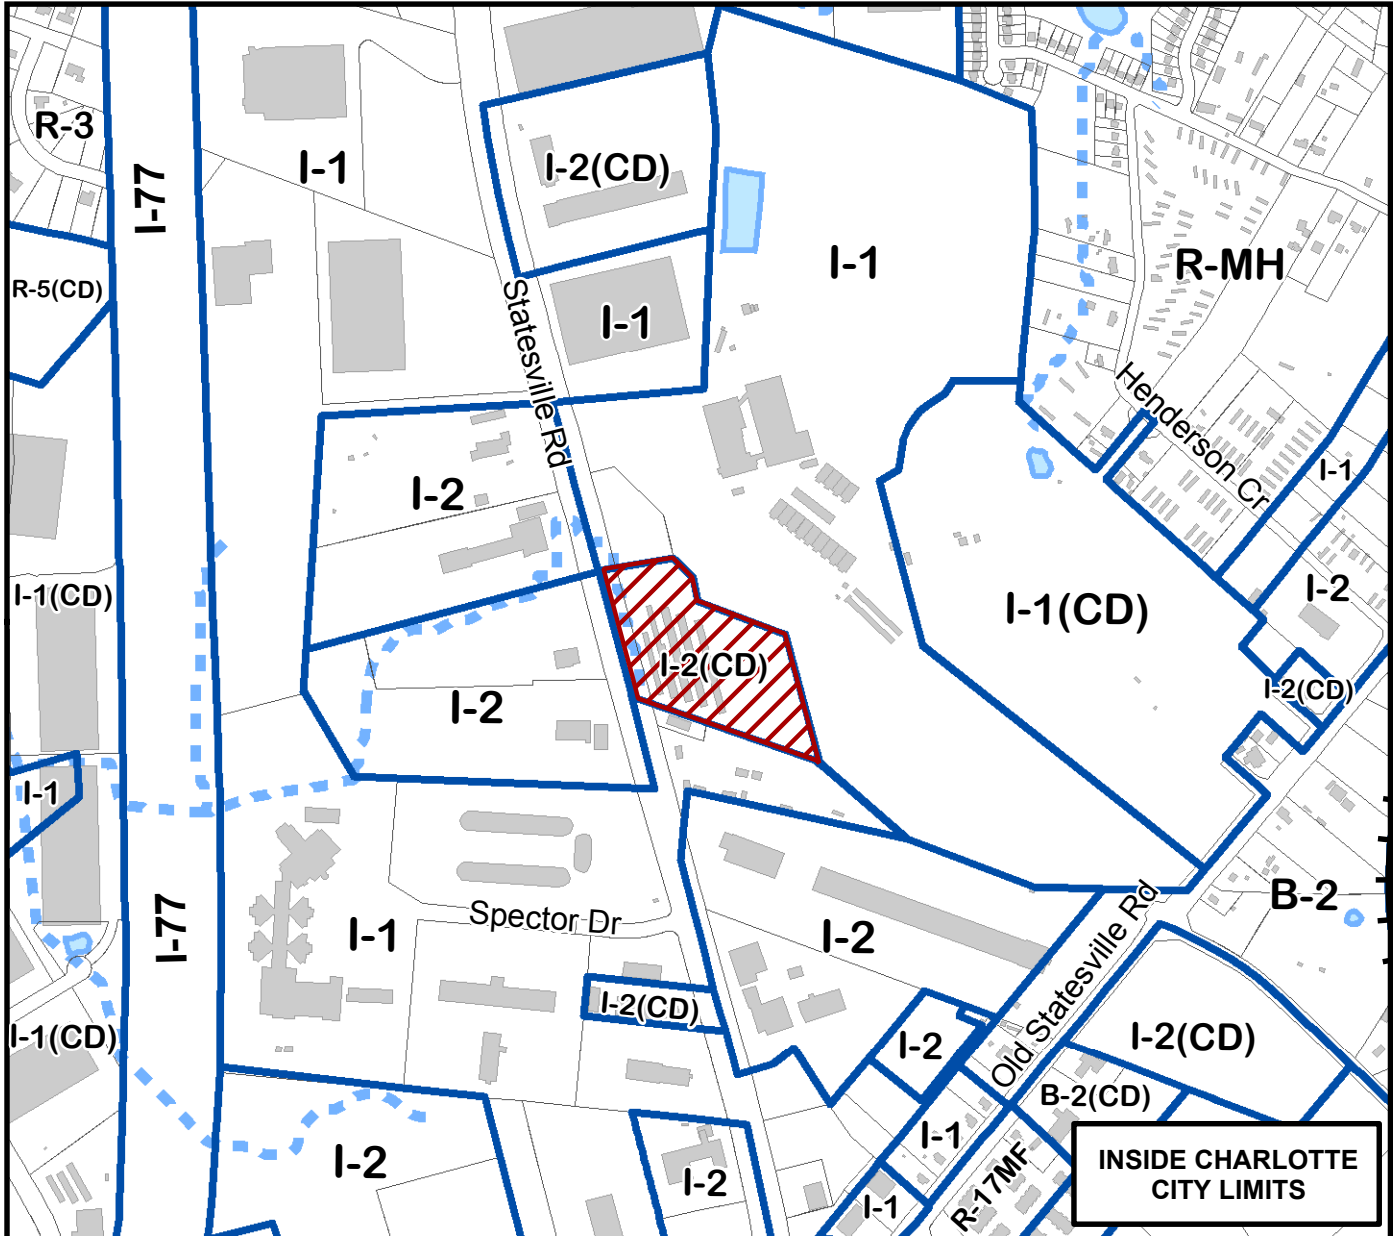 R-3
I-77
I-1
I-2(CD)
I-1
R-MH
R-5(CD)
Statesville Rd
I-1
Henderson Cr
I-1
I-2
I-1(CD)
I-1(CD)
I-2
I-2(CD)
I-2(CD)
I-2
I-1
B-2
I-77
Spector Dr
I-1
I-2
Old Statesville Rd
I-2(CD)
I-1(CD)
I-2
I-2(CD)
B-2(CD)
I-1
I-2
I-2
R-17MF
I-1
INSIDE CHARLOTTE
CITY LIMITS